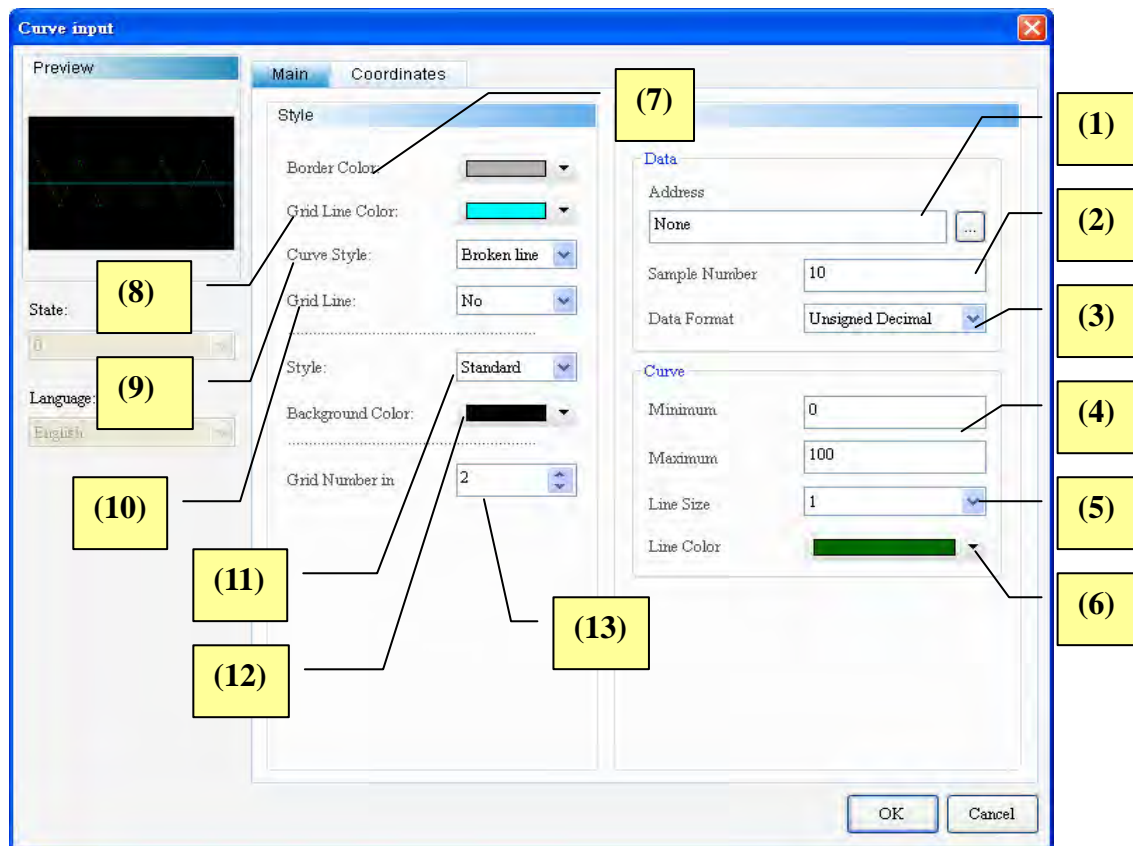 Curve input
Preview
Main
Coordinates
Style
(7)
(1)
Border Color:
Data
Address
Grid Line Color:
None
...
(2)
Curve Style:
Broken line
Sample Number
10
(8)
State:
Grid Line:
No
Data Format
Unsigned Decimal
(3)
0
Style:
Standard
Curve
(9)
Language:
English
Background Color:
Minimum
0
(4)
Maximum
100
Grid Number in
2
(10)
Line Size
1
(5)
Line Color
(11)
(6)
(13)
(12)
OK
Cancel